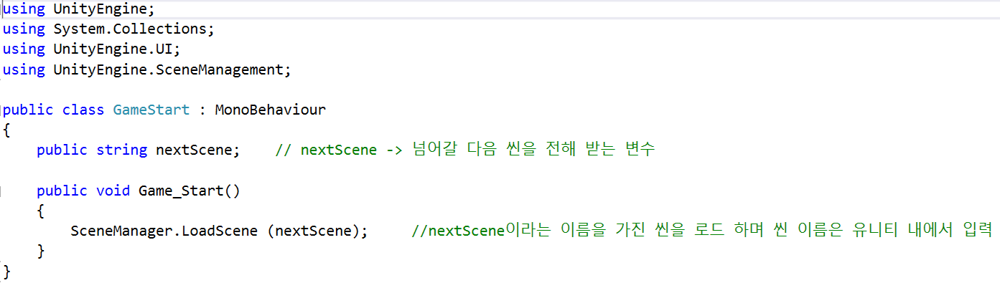 using UnityEngine;
using System.Collections;
using UnityEngine.UI;
using UnityEngine.SceneManagement;
public class GameStart : MonoBehaviour
{
public string nextScene; // nextScene -> 넘어갈 다음 씬을 전해 받는 변수
public void Game_Start()
{
SceneManager.LoadScene (nextScene); //nextScene이라는 이름을 가진 씬을 로드 하며 씬 이름은 유니티 내에서 입력
}
}